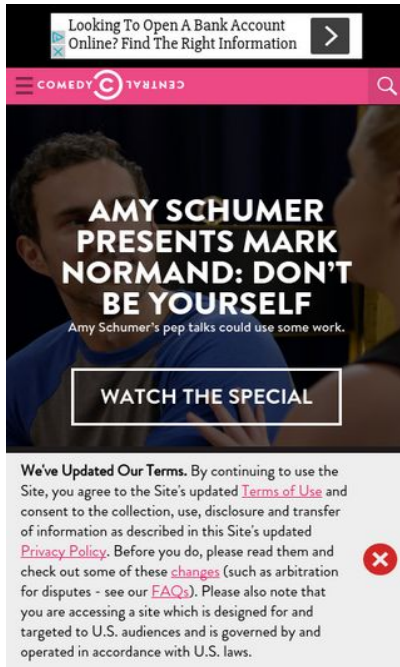 Looking To Open A Bank Account
Online? Find The Right Information
COMEDY CENTRAL
AMY SCHUMER
PRESENTS MARK
NORMAND: DON'T
BE YOURSELF
Amy Schumer's pep talks could use some work.
WATCH THE SPECIAL
We've Updated Our Terms. By continuing to use the
Site, you agree to the Site's updated Terms of Use and
consent to the collection, use, disclosure and transfer
of information as described in this Site's updated
Privacy Policy. Before you do, please read them and
check out some of these changes (such as arbitration
for disputes - see our FAQs). Please also note that
you are accessing a site which is designed for and
targeted to U.S. audiences and is governed by and
operated in accordance with U.S. laws.